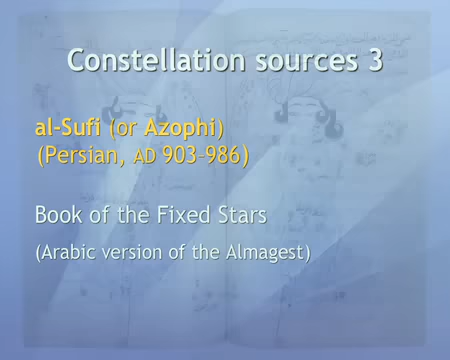 Constellation sources 3
al-Sufi (or Azophi)
(Persian, AD 903–986)
Book of the Fixed Stars
(Arabic version of the Almagest)